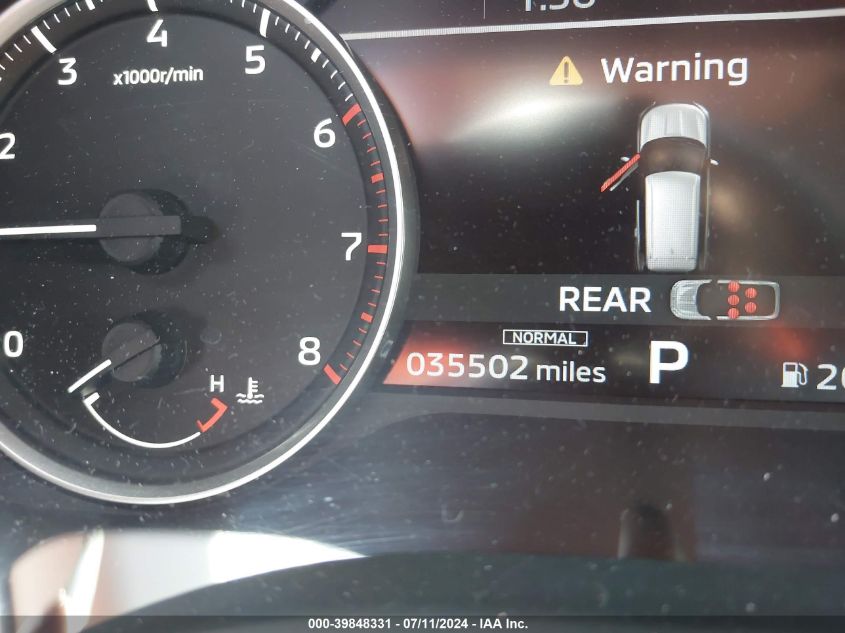 4
3
5
x1000r/min
2
6
7
0
8
H
Warning
REAR
NORMAL
035502 miles
P
000-39848331 / 07/11/2024 - IAA Inc.